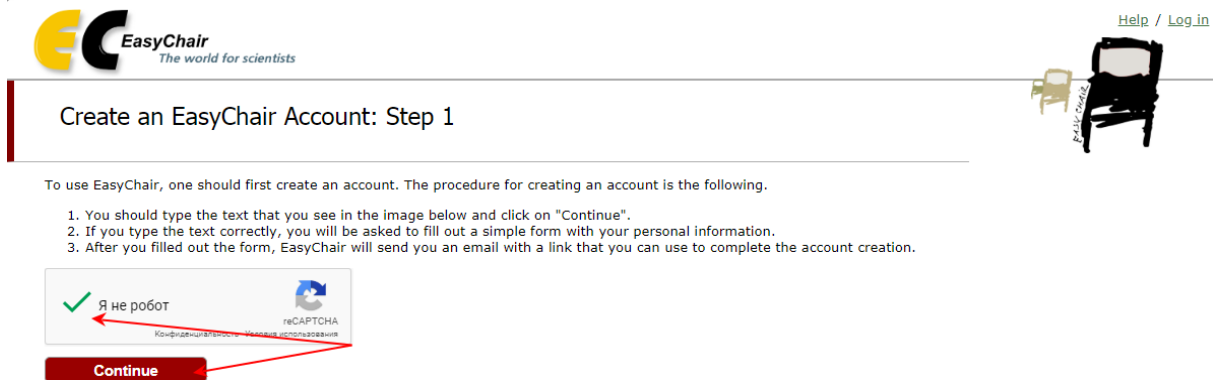 Help / Log in
EC EasyChair
The world for scientists
EASY CHAIR
Create an EasyChair Account: Step 1
To use EasyChair, one should first create an account. The procedure for creating an account is the following.
1. You should type the text that you see in the image below and click on "Continue".
2. If you type the text correctly, you will be asked to fill out a simple form with your personal information.
3. After you filled out the form, EasyChair will send you an email with a link that you can use to complete the account creation.
Я не робот
reCAPTCHA
Конфиденциальность - Условия использования
Continue